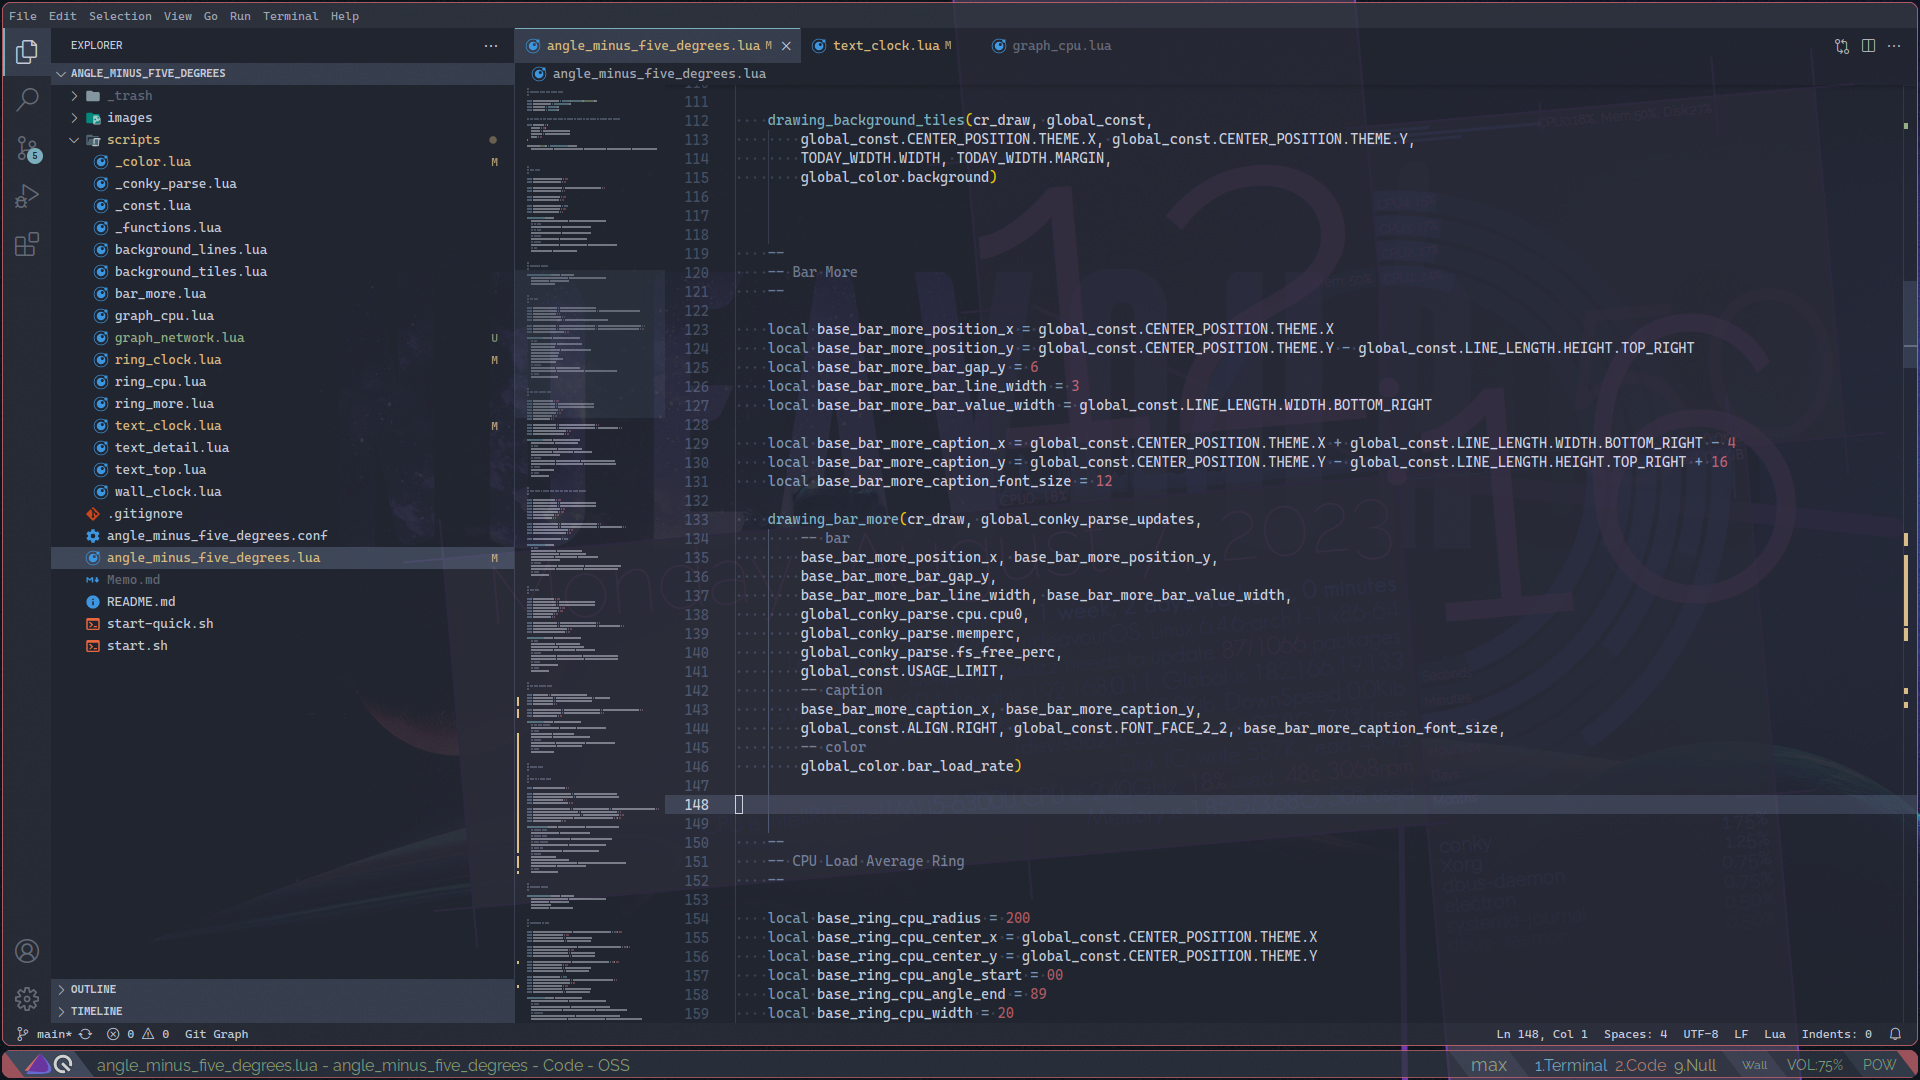 File Edit Selection View Go Run Terminal Help
EXPLORER
angle_minus_five_degrees.lua M
text_clock.lua M
graph_cpu.lua
ANGLE_MINUS_FIVE_DEGREES
angle_minus_five_degrees.lua
_trash
images
scripts
_color.lua M
_conky_parse.lua
_const.lua
_functions.lua
background_lines.lua
background_tiles.lua
bar_more.lua
graph_cpu.lua
graph_network.lua U
ring_clock.lua M
ring_cpu.lua
ring_more.lua
text_clock.lua M
text_detail.lua
text_top.lua
wall_clock.lua
.gitignore
angle_minus_five_degrees.conf
angle_minus_five_degrees.lua M
Memo.md
README.md
start-quick.sh
start.sh
OUTLINE
TIMELINE
5
111
112 drawing_background_tiles(cr_draw, global_const,
113 global_const.CENTER_POSITION.THEME.X, global_const.CENTER_POSITION.THEME.Y,
114 TODAY_WIDTH.WIDTH, TODAY_WIDTH.MARGIN,
115 global_color.background)
116
117
118
119 --
120 -- Bar More
121 --
122
123 local base_bar_more_position_x = global_const.CENTER_POSITION.THEME.X
124 local base_bar_more_position_y = global_const.CENTER_POSITION.THEME.Y - global_const.LINE_LENGTH.HEIGHT.TOP_RIGHT
125 local base_bar_more_bar_gap_y = 6
126 local base_bar_more_bar_line_width = 3
127 local base_bar_more_bar_value_width = global_const.LINE_LENGTH.WIDTH.BOTTOM_RIGHT
128
129 local base_bar_more_caption_x = global_const.CENTER_POSITION.THEME.X + global_const.LINE_LENGTH.WIDTH.BOTTOM_RIGHT - 4
130 local base_bar_more_caption_y = global_const.CENTER_POSITION.THEME.Y - global_const.LINE_LENGTH.HEIGHT.TOP_RIGHT + 16
131 local base_bar_more_caption_font_size = 12
132
133 drawing_bar_more(cr_draw, global_conky_parse_updates,
134 -- bar
135 base_bar_more_position_x, base_bar_more_position_y,
136 base_bar_more_bar_gap_y,
137 base_bar_more_bar_line_width, base_bar_more_bar_value_width,
138 global_conky_parse.cpu.cpu0,
139 global_conky_parse.memperc,
140 global_conky_parse.fs_free_perc,
141 global_const.USAGE_LIMIT,
142 -- caption
143 base_bar_more_caption_x, base_bar_more_caption_y,
144 global_const.ALIGN.RIGHT, global_const.FONT_FACE_2_2, base_bar_more_caption_font_size,
145 -- color
146 global_color.bar_load_rate)
147
148
149
150 --
151 -- CPU Load Average Ring
152 --
153
154 local base_ring_cpu_radius = 200
155 local base_ring_cpu_center_x = global_const.CENTER_POSITION.THEME.X
156 local base_ring_cpu_center_y = global_const.CENTER_POSITION.THEME.Y
157 local base_ring_cpu_angle_start = 00
158 local base_ring_cpu_angle_end = 89
159 local base_ring_cpu_width = 20
12
16
Monday August 7 2023
0 minutes
conky
Xorg
dbus-daemon
electron
main* 0 0 Git Graph
Ln 148, Col 1 Spaces: 4 UTF-8 LF Lua Indents: 0
angle_minus_five_degrees.lua - angle_minus_five_degrees - Code - OSS
max 1.Terminal 2.Code 9.Null Wall VOL:75% POW